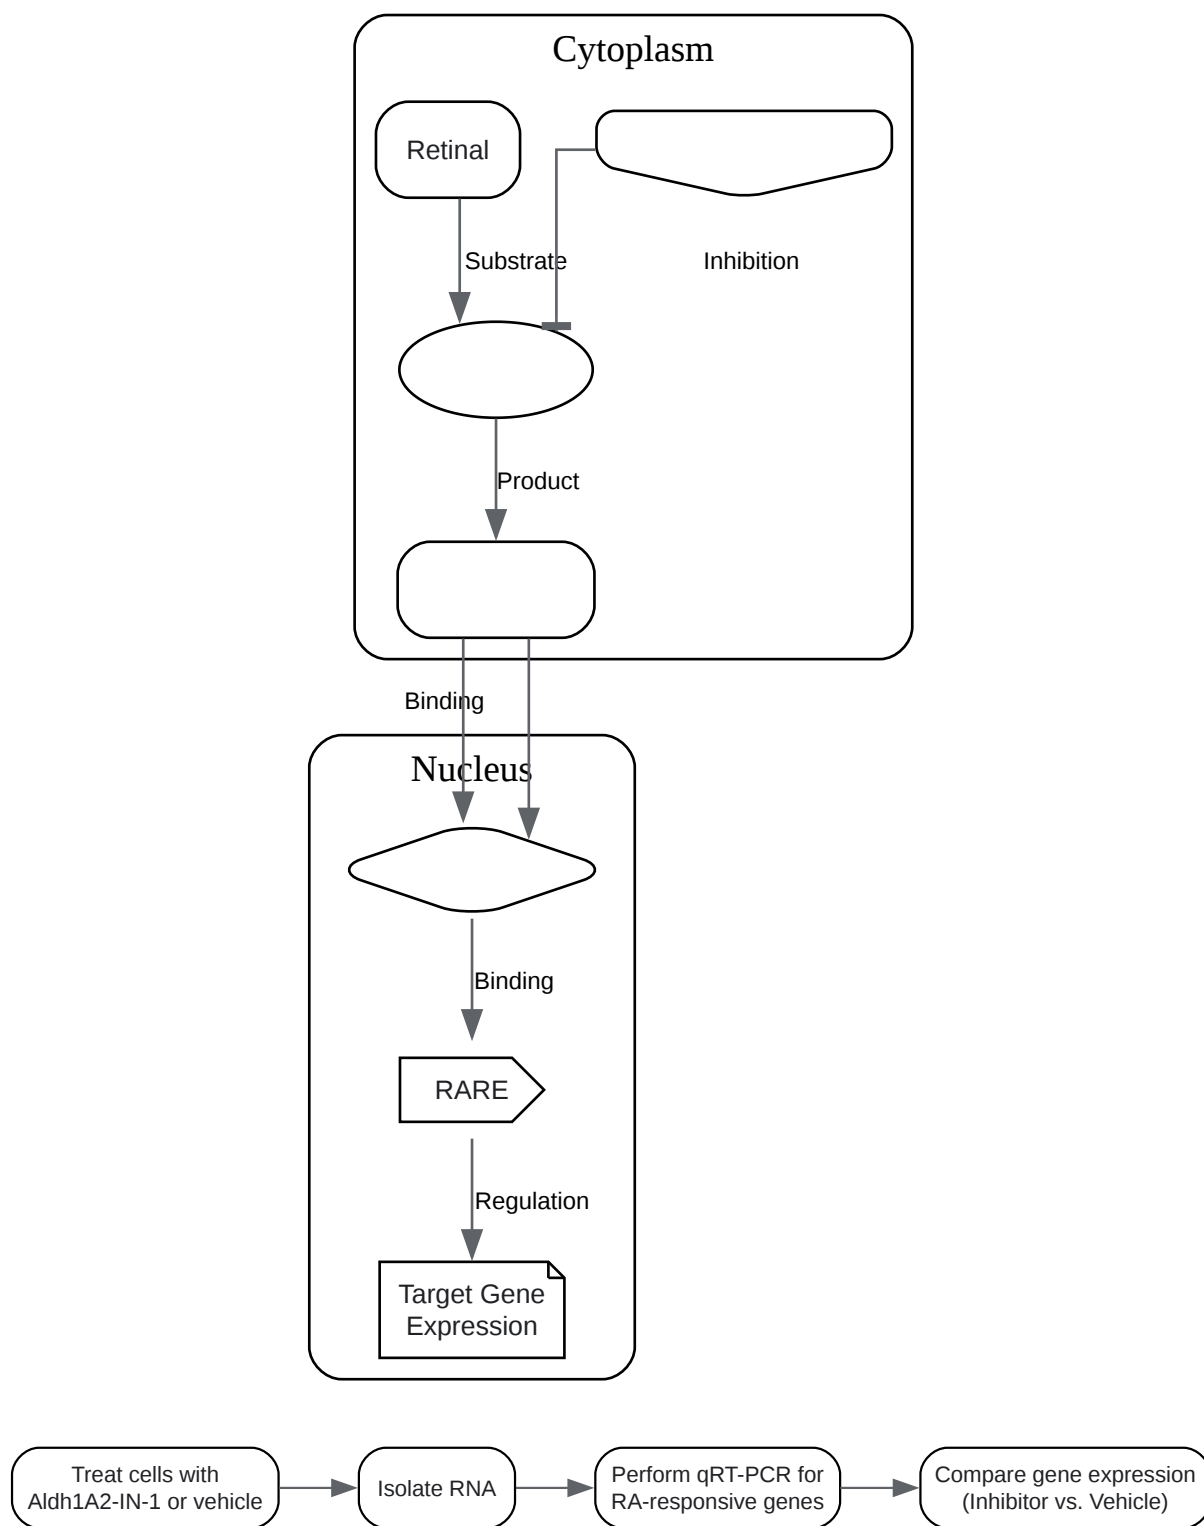 Cytoplasm
Retinal
Substrate
Inhibition
Product
Binding
Nucleus
Binding
RARE
Regulation
Target Gene
Expression
Treat cells with
Aldh1A2-IN-1 or vehicle
Isolate RNA
Perform qRT-PCR for
RA-responsive genes
Compare gene expression
(Inhibitor vs. Vehicle)